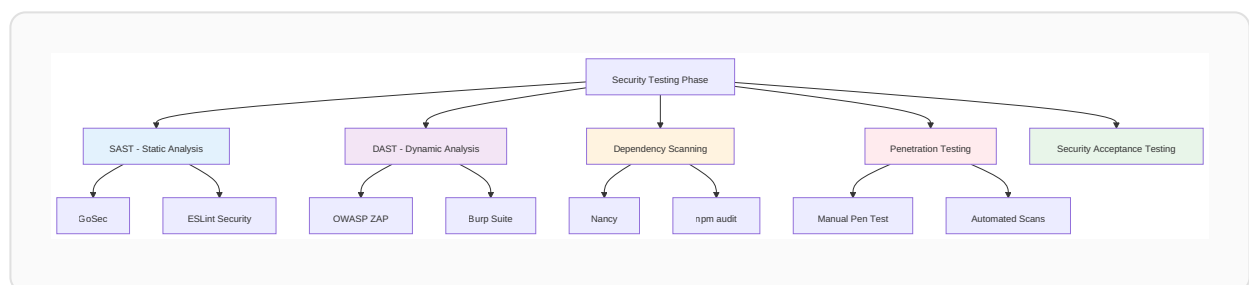 Security Testing Phase
SAST - Static Analysis
DAST - Dynamic Analysis
Dependency Scanning
Penetration Testing
Security Acceptance Testing
GoSec
ESLint Security
OWASP ZAP
Burp Suite
Nancy
npm audit
Manual Pen Test
Automated Scans